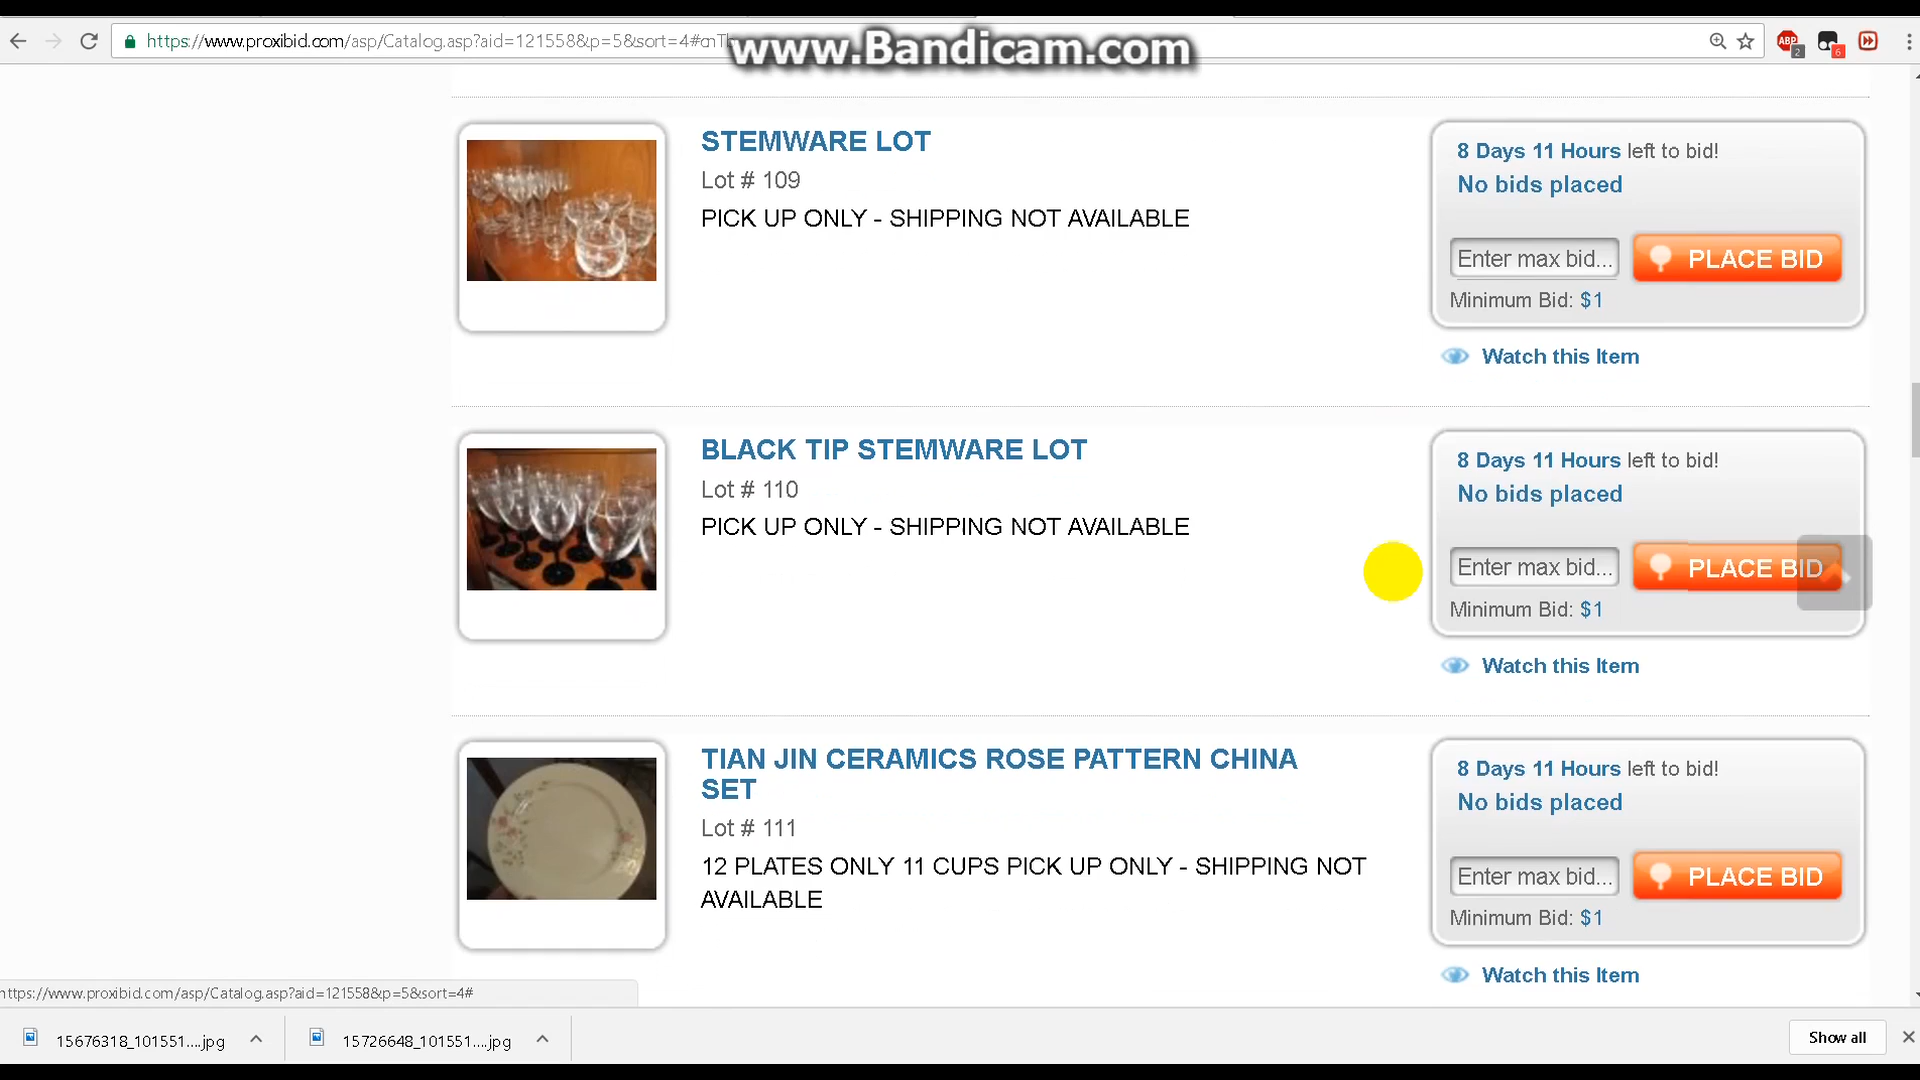 https://www.proxibid.com/asp/Catalog.asp?aid=121558&p=5&sort=4#
www.Bandicam.com
ABP
2
6
STEMWARE LOT
Lot # 109
PICK UP ONLY - SHIPPING NOT AVAILABLE
8 Days 11 Hours left to bid!
No bids placed
Enter max bid...
PLACE BID
Minimum Bid: $1
Watch this Item
BLACK TIP STEMWARE LOT
Lot # 110
PICK UP ONLY - SHIPPING NOT AVAILABLE
8 Days 11 Hours left to bid!
No bids placed
Enter max bid...
PLACE BID
Minimum Bid: $1
Watch this Item
TIAN JIN CERAMICS ROSE PATTERN CHINA
SET
Lot # 111
12 PLATES ONLY 11 CUPS PICK UP ONLY - SHIPPING NOT
AVAILABLE
8 Days 11 Hours left to bid!
No bids placed
Enter max bid...
PLACE BID
Minimum Bid: $1
Watch this Item
https://www.proxibid.com/asp/Catalog.asp?aid=121558&p=5&sort=4#
15676318_101551....jpg
15726648_101551....jpg
Show all